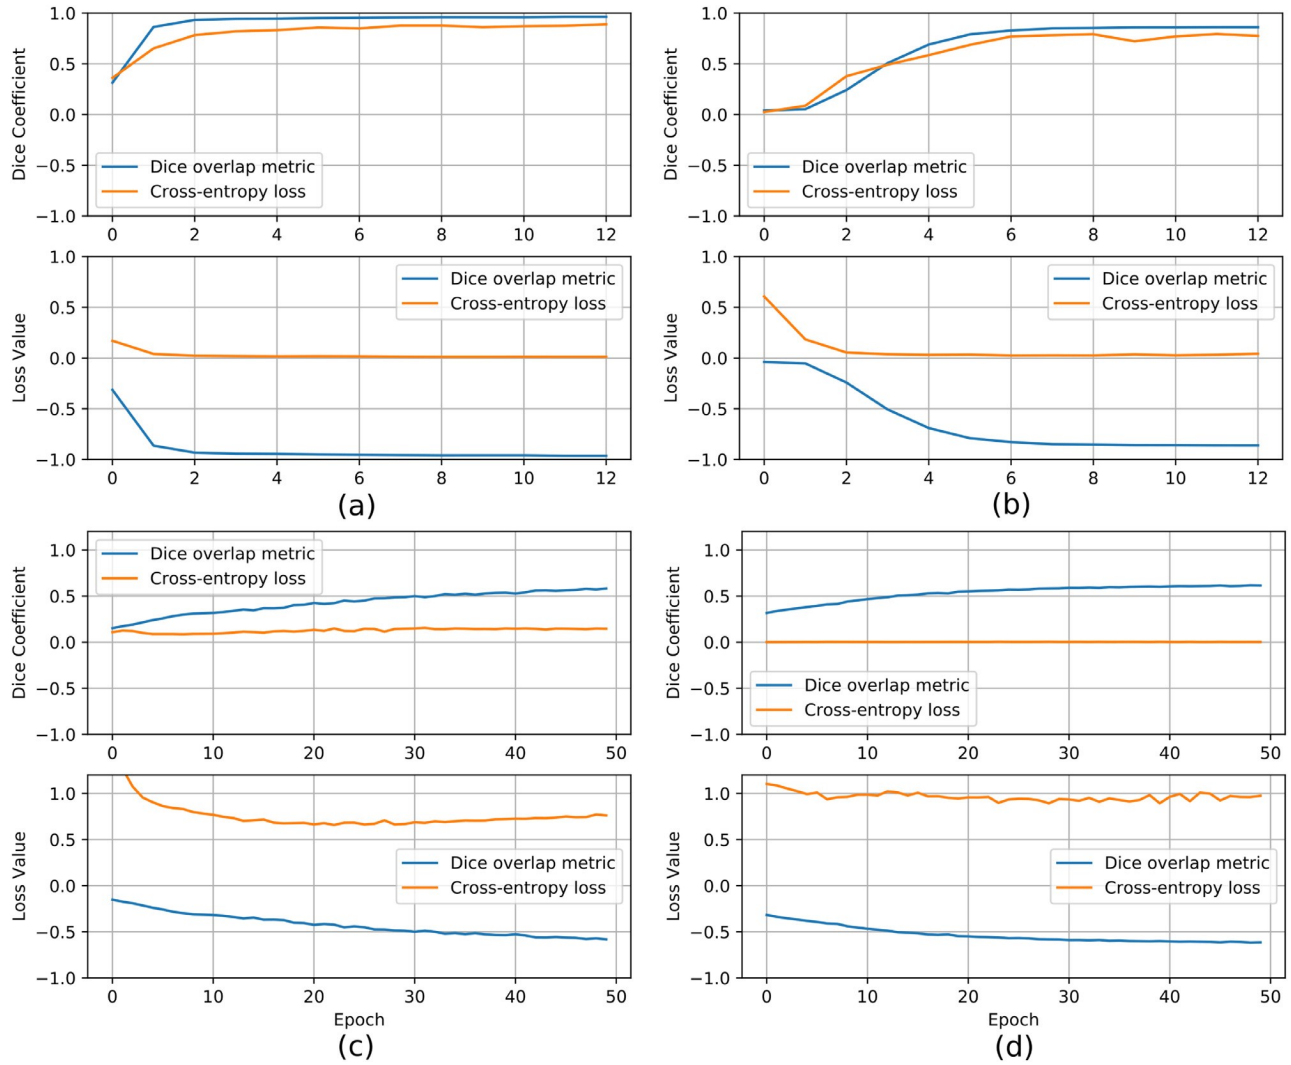 1.0
0.5
0.0
−0.5
−1.0
Dice Coefficient
Dice overlap metric
Cross-entropy loss
0 2 4 6 8 10 12
1.0
0.5
0.0
−0.5
−1.0
Loss Value
Dice overlap metric
Cross-entropy loss
0 2 4 6 8 10 12
(a)
1.0
0.5
0.0
−0.5
−1.0
Dice Coefficient
Dice overlap metric
Cross-entropy loss
0 2 4 6 8 10 12
1.0
0.5
0.0
−0.5
−1.0
Loss Value
Dice overlap metric
Cross-entropy loss
0 2 4 6 8 10 12
(b)
1.0
0.5
0.0
−0.5
−1.0
Dice Coefficient
Dice overlap metric
Cross-entropy loss
0 10 20 30 40 50
1.0
0.5
0.0
−0.5
−1.0
Loss Value
Dice overlap metric
Cross-entropy loss
0 10 20 30 40 50
Epoch
(c)
1.0
0.5
0.0
−0.5
−1.0
Dice Coefficient
Dice overlap metric
Cross-entropy loss
0 10 20 30 40 50
1.0
0.5
0.0
−0.5
−1.0
Loss Value
Dice overlap metric
Cross-entropy loss
0 10 20 30 40 50
Epoch
(d)